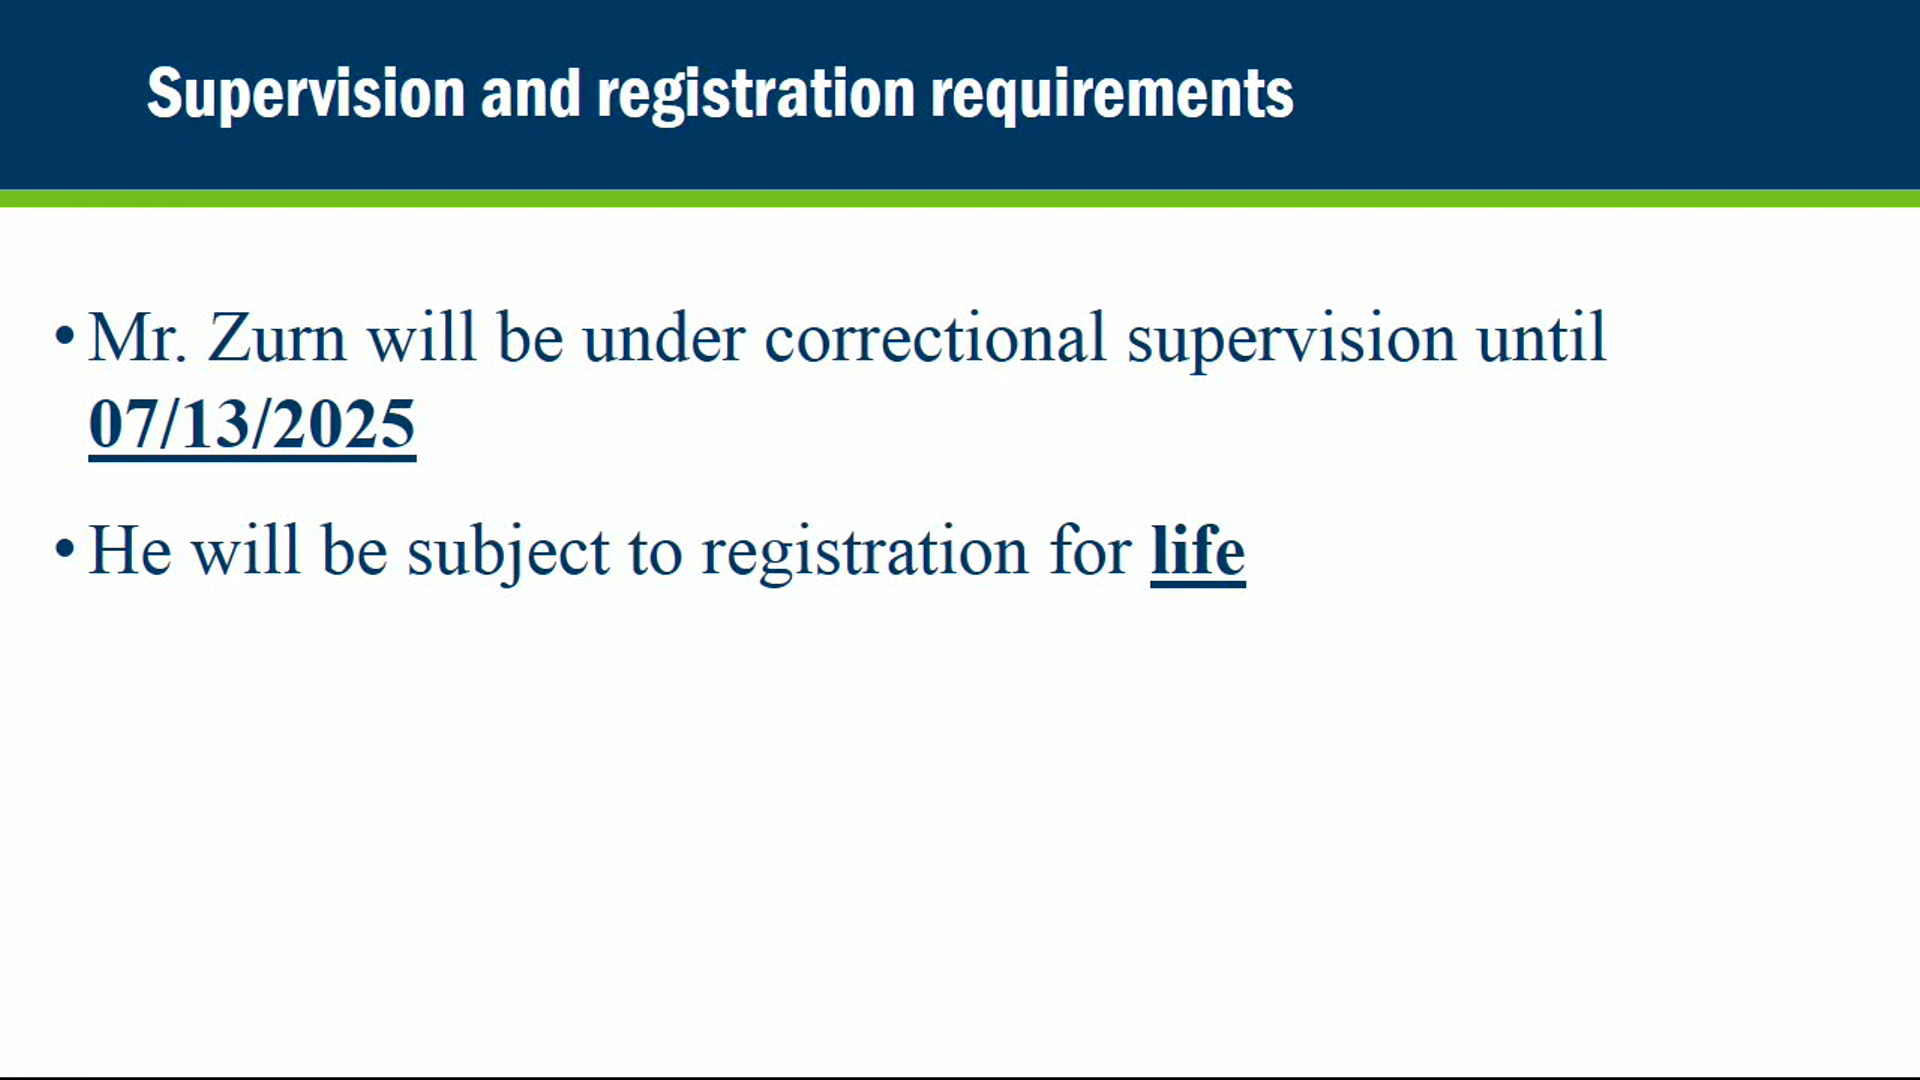 Supervision and registration requirements
• Mr. Zurn will be under correctional supervision until
07/13/2025
• He will be subject to registration for life